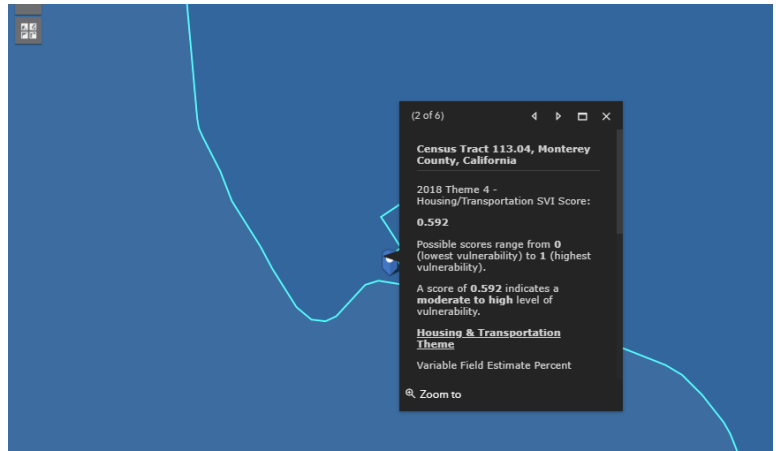 (2 of 6)
Census Tract 113.04, Monterey
County, California
2018 Theme 4 -
Housing/Transportation SVI Score:
0.592
Possible scores range from 0
(lowest vulnerability) to 1 (highest
vulnerability).
A score of 0.592 indicates a
moderate to high level of
vulnerability.
Housing & Transportation
Theme
Variable Field Estimate Percent
Zoom to